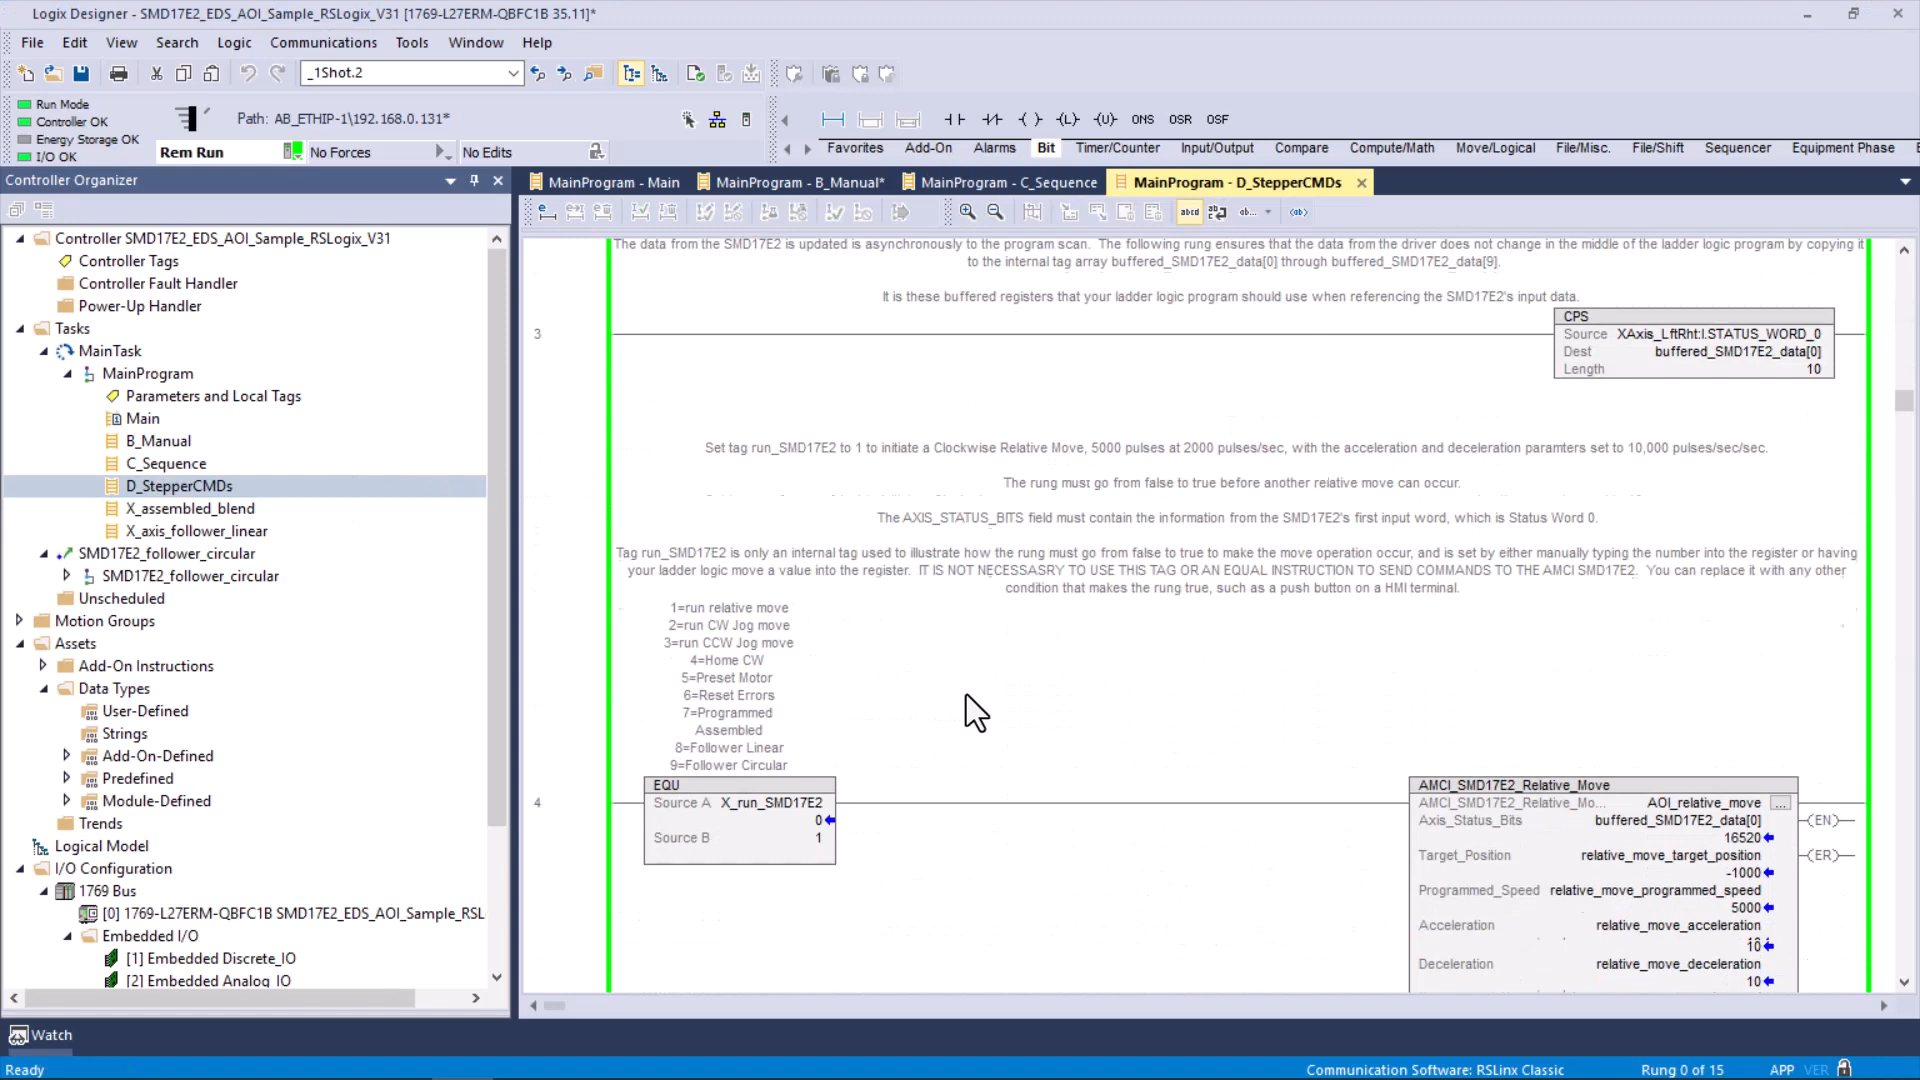 Logix Designer - SMD17E2_EDS_AOI_Sample_RSLogix_V31 [1769-L27ERM-QBFC1B 35.11]*
File Edit View Search Logic Communications Tools Window Help
_1Shot.2
Run Mode
Controller OK
Energy Storage OK
I/O OK
Path: AB_ETHIP-1\192.168.0.131*
Rem Run No Forces No Edits
ONS OSR OSF
Favorites Add-On Alarms Bit Timer/Counter Input/Output Compare Compute/Math Move/Logical File/Misc. File/Shift Sequencer Equipment Phase
Controller Organizer
MainProgram - Main
MainProgram - B_Manual*
MainProgram - C_Sequence
MainProgram - D_StepperCMDs
Controller SMD17E2_EDS_AOI_Sample_RSLogix_V31
Controller Tags
Controller Fault Handler
Power-Up Handler
Tasks
MainTask
MainProgram
Parameters and Local Tags
Main
B_Manual
C_Sequence
D_StepperCMDs
X_assembled_blend
X_axis_follower_linear
SMD17E2_follower_circular
SMD17E2_follower_circular
Unscheduled
Motion Groups
Assets
Add-On Instructions
Data Types
User-Defined
Strings
Add-On-Defined
Predefined
Module-Defined
Trends
Logical Model
I/O Configuration
1769 Bus
[0] 1769-L27ERM-QBFC1B SMD17E2_EDS_AOI_Sample_RSL
Embedded I/O
[1] Embedded Discrete_IO
[2] Embedded Analog_IO
The data from the SMD17E2 is updated is asynchronously to the program scan. The following rung ensures that the data from the driver does not change in the middle of the ladder logic program by copying it
to the internal tag array buffered_SMD17E2_data[0] through buffered_SMD17E2_data[9].
It is these buffered registers that your ladder logic program should use when referencing the SMD17E2's input data.
3
CPS
Source XAxis_LftRht:I.STATUS_WORD_0
Dest buffered_SMD17E2_data[0]
Length 10
Set tag run_SMD17E2 to 1 to initiate a Clockwise Relative Move, 5000 pulses at 2000 pulses/sec, with the acceleration and deceleration paramters set to 10,000 pulses/sec/sec.
The rung must go from false to true before another relative move can occur.
The AXIS_STATUS_BITS field must contain the information from the SMD17E2's first input word, which is Status Word 0.
Tag run_SMD17E2 is only an internal tag used to illustrate how the rung must go from false to true to make the move operation occur, and is set by either manually typing the number into the register or having
your ladder logic move a value into the register. IT IS NOT NECESSASRY TO USE THIS TAG OR AN EQUAL INSTRUCTION TO SEND COMMANDS TO THE AMCI SMD17E2. You can replace it with any other
condition that makes the rung true, such as a push button on a HMI terminal.
1=run relative move
2=run CW Jog move
3=run CCW Jog move
4=Home CW
5=Preset Motor
6=Reset Errors
7=Programmed
Assembled
8=Follower Linear
9=Follower Circular
4
EQU
Source A X_run_SMD17E2
0
Source B 1
AMCI_SMD17E2_Relative_Move
AMCI_SMD17E2_Relative_Mo... AOI_relative_move ...
Axis_Status_Bits buffered_SMD17E2_data[0]
16520
Target_Position relative_move_target_position
-1000
Programmed_Speed relative_move_programmed_speed
5000
Acceleration relative_move_acceleration
10
Deceleration relative_move_deceleration
10
(EN)
(ER)
Watch
Ready
Communication Software: RSLinx Classic
Rung 0 of 15
APP VER